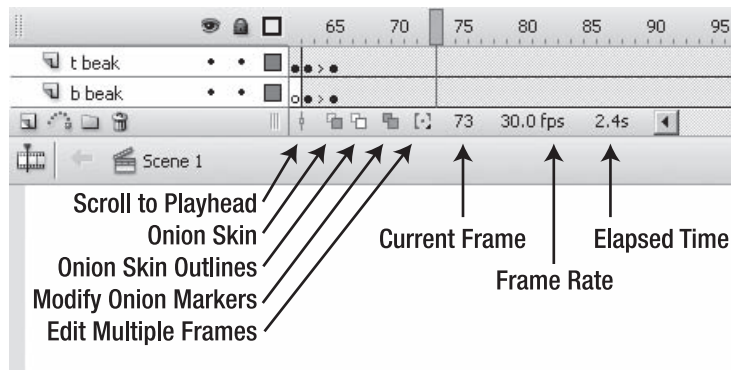 65 70 75 80 85 90 95
t beak
b beak
73 30.0 fps 2.4s
Scene 1
Scroll to Playhead
Onion Skin
Onion Skin Outlines
Modify Onion Markers
Edit Multiple Frames
Current Frame
Frame Rate
Elapsed Time